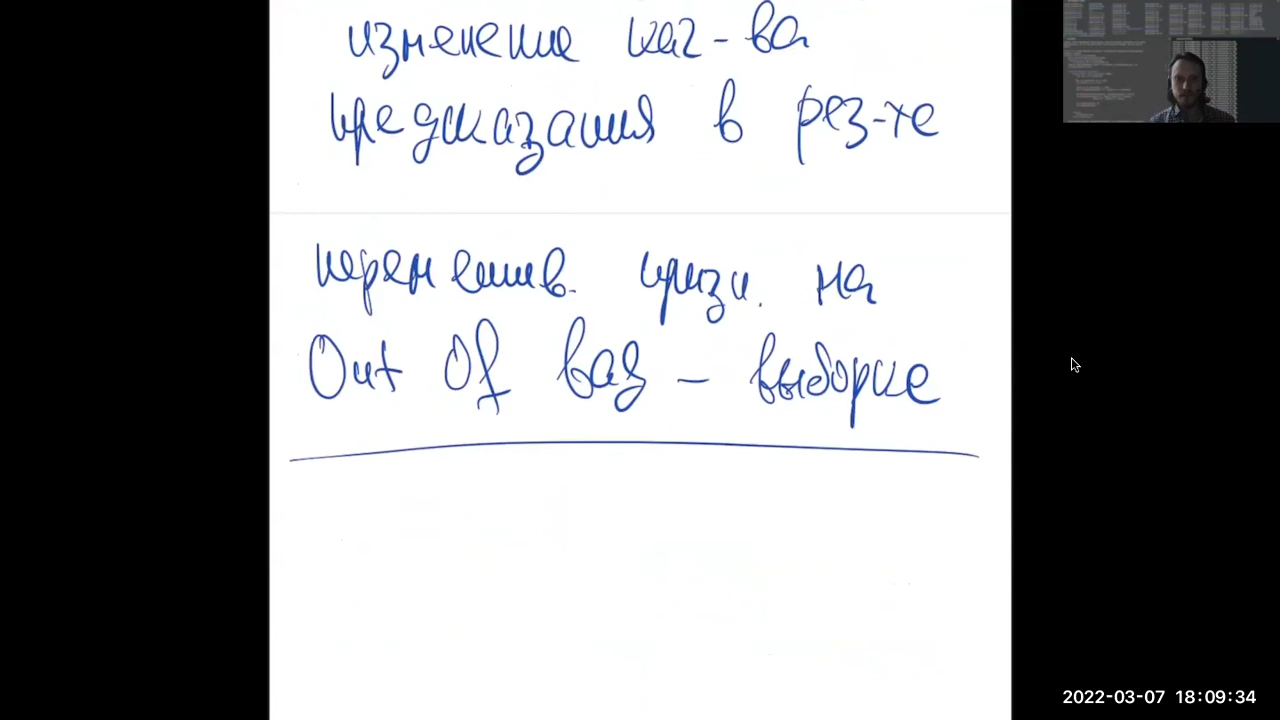 изменение кач-ва
предсказания в рез-те
перемешив. призн. на
Out Of bag - выборке
2022-03-07 18:09:34